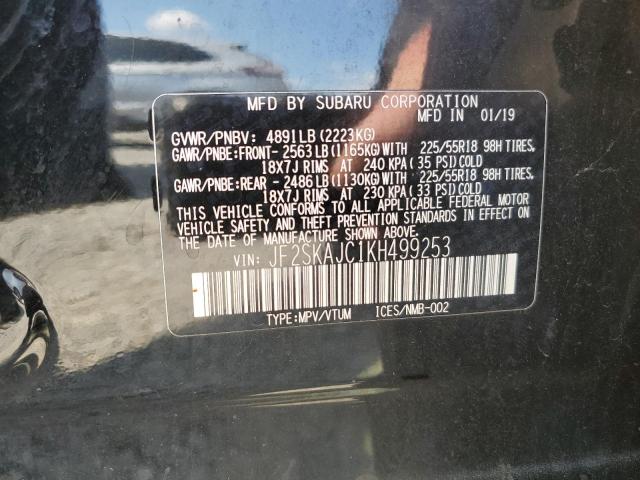 MFD BY SUBARU CORPORATION
MFD IN 01/19
GVWR/PNBV: 4891LB (2223KG)
GAWR/PNBE:FRONT- 2563LB (1165KG)WITH 225/55R18 98H TIRES,
18X7J RIMS AT 240 KPA (35 PSI)COLD
GAWR/PNBE:REAR - 2486LB (1130KG)WITH 225/55R18 98H TIRES,
18X7J RIMS AT 230 KPA (33 PSI)COLD
THIS VEHICLE CONFORMS TO ALL APPLICABLE FEDERAL MOTOR
VEHICLE SAFETY AND THEFT PREVENTION STANDARDS IN EFFECT ON
THE DATE OF MANUFACTURE SHOWN ABOVE.
VIN: JF2SKAJC1KH499253
TYPE:MPV/VTUM ICES/NMB-002